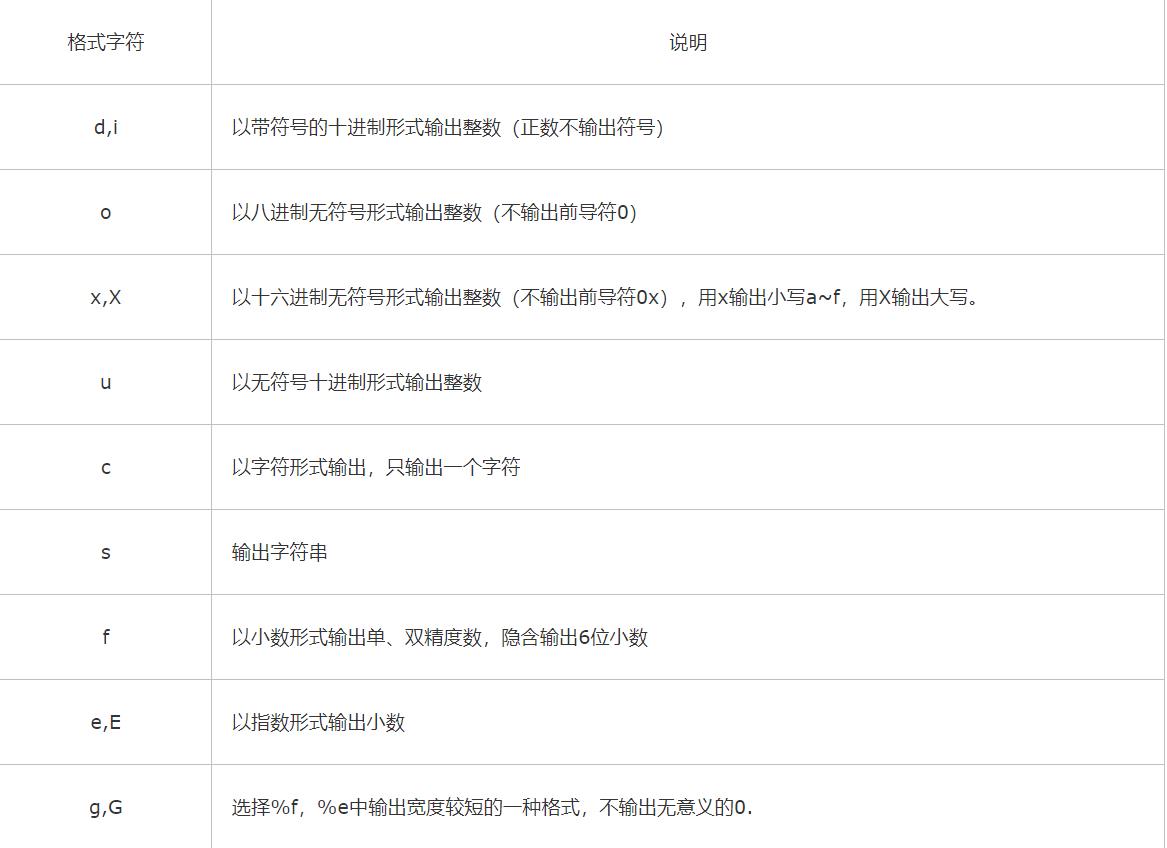 格式字符 说明
d,i 以带符号的十进制形式输出整数（正数不输出符号）
o 以八进制无符号形式输出整数（不输出前导符0）
x,X 以十六进制无符号形式输出整数（不输出前导符0x），用x输出小写a~f，用X输出大写。
u 以无符号十进制形式输出整数
c 以字符形式输出，只输出一个字符
s 输出字符串
f 以小数形式输出单、双精度数，隐含输出6位小数
e,E 以指数形式输出小数
g,G 选择%f，%e中输出宽度较短的一种格式，不输出无意义的0.